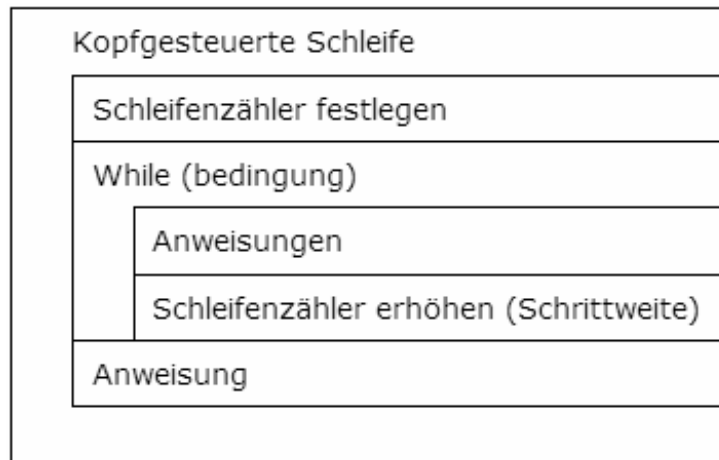 Kopfgesteuerte Schleife
Schleifenzähler festlegen
While (bedingung)
Anweisungen
Schleifenzähler erhöhen (Schrittweite)
Anweisung